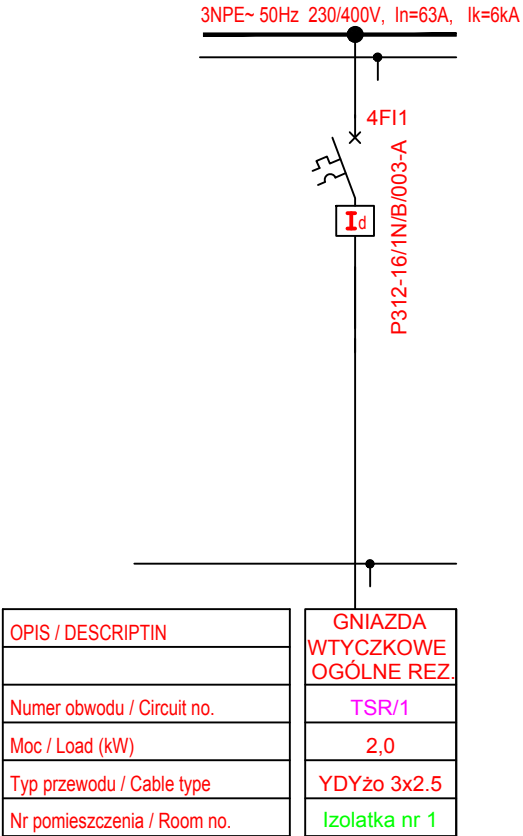 3NPE~ 50Hz 230/400V, In=63A, Ik=6kA
4FI1
P312-16/1N/B/003-A
Id
OPIS / DESCRIPTIN
GNIAZDA
WTYCZKOWE
OGÓLNE REZ.
Numer obwodu / Circuit no.
TSR/1
Moc / Load (kW)
2,0
Typ przewodu / Cable type
YDYżo 3x2.5
Nr pomieszczenia / Room no.
Izolatka nr 1